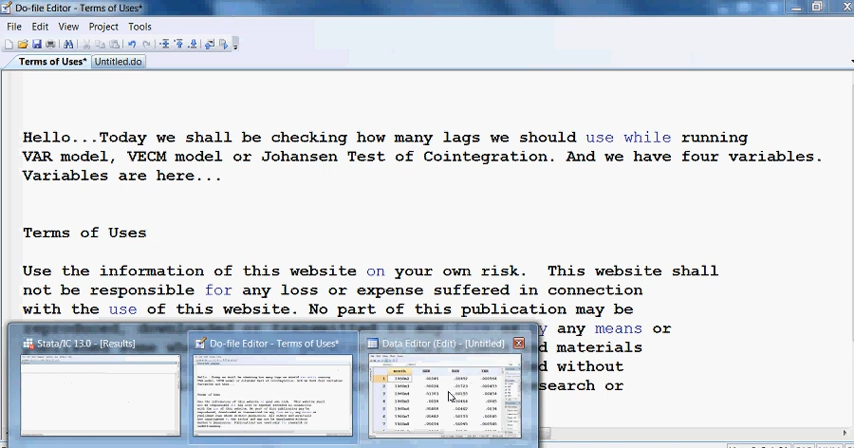 Do-file Editor - Terms of Uses*
File Edit View Project Tools
Terms of Uses* Untitled.do
Hello...Today we shall be checking how many lags we should use while running
VAR model, VECM model or Johansen Test of Cointegration. And we have four variables.
Variables are here...
Terms of Uses
Use the information of this website on your own risk. This website shall
not be responsible for any loss or expense suffered in connection
with the use of this website. No part of this publication may be
any means or
d materials
d without
search or
Stata/IC 13.0 - [Results] Do-file Editor - Terms of Uses* Data Editor (Edit) - [Untitled]